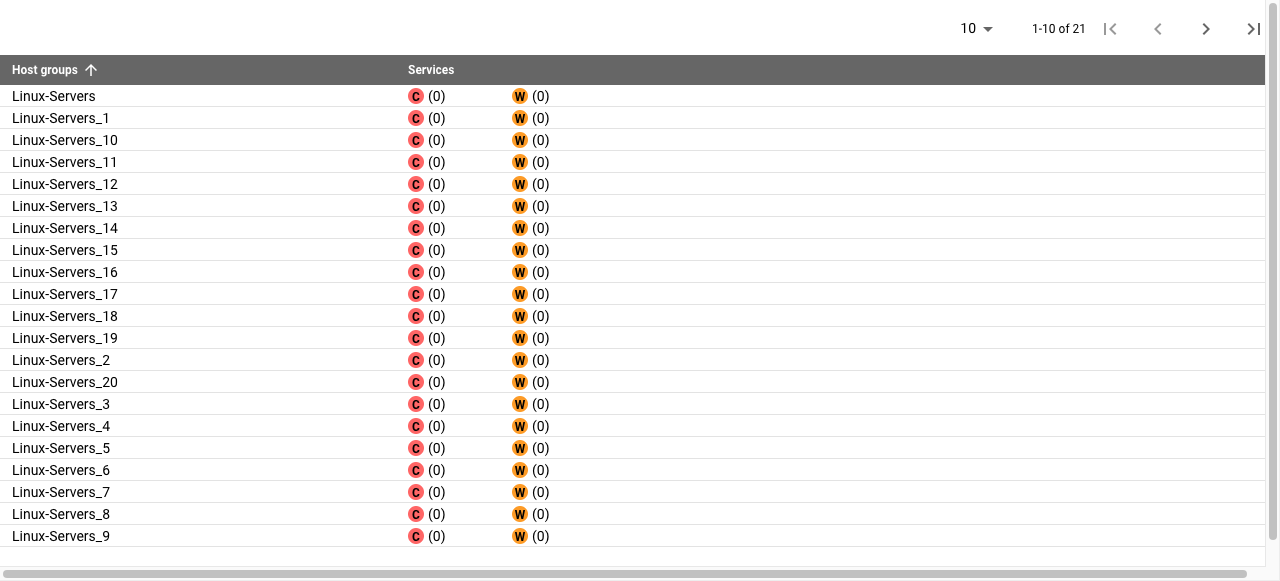 10 1-10 of 21
Host groups Services
Linux-Servers C (0) W (0)
Linux-Servers_1 C (0) W (0)
Linux-Servers_10 C (0) W (0)
Linux-Servers_11 C (0) W (0)
Linux-Servers_12 C (0) W (0)
Linux-Servers_13 C (0) W (0)
Linux-Servers_14 C (0) W (0)
Linux-Servers_15 C (0) W (0)
Linux-Servers_16 C (0) W (0)
Linux-Servers_17 C (0) W (0)
Linux-Servers_18 C (0) W (0)
Linux-Servers_19 C (0) W (0)
Linux-Servers_2 C (0) W (0)
Linux-Servers_20 C (0) W (0)
Linux-Servers_3 C (0) W (0)
Linux-Servers_4 C (0) W (0)
Linux-Servers_5 C (0) W (0)
Linux-Servers_6 C (0) W (0)
Linux-Servers_7 C (0) W (0)
Linux-Servers_8 C (0) W (0)
Linux-Servers_9 C (0) W (0)